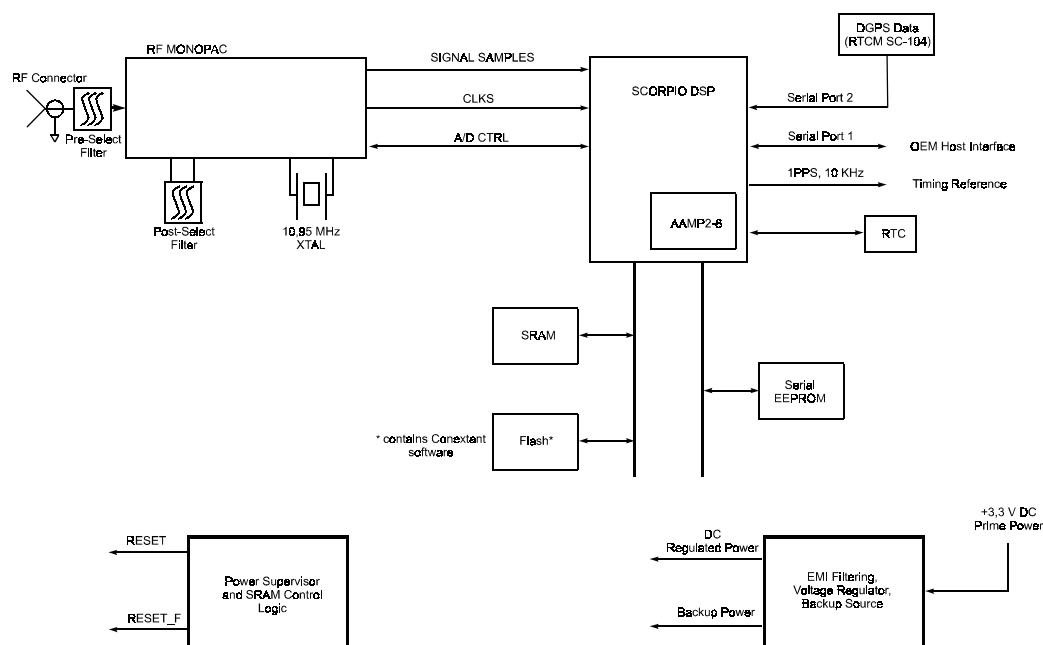 DGPS Data
(RTCM SC-104)
RF MONOPAC
RF Connector
Pre-Select
Filter
SIGNAL SAMPLES
CLKS
A/D CTRL
SCORPIO DSP
AAMP2-8
Serial Port 2
Serial Port 1
OEM Host Interface
1PPS, 10 KHz
Timing Reference
RTC
Post-Select
Filter
10.95 MHz
XTAL
SRAM
Serial
EEPROM
* contains Conextant
software
Flash*
+3.3 V DC
Prime Power
RESET
RESET_F
Power Supervisor
and SRAM Control
Logic
DC
Regulated Power
Backup Power
EMI Filtering,
Voltage Regulator,
Backup Source